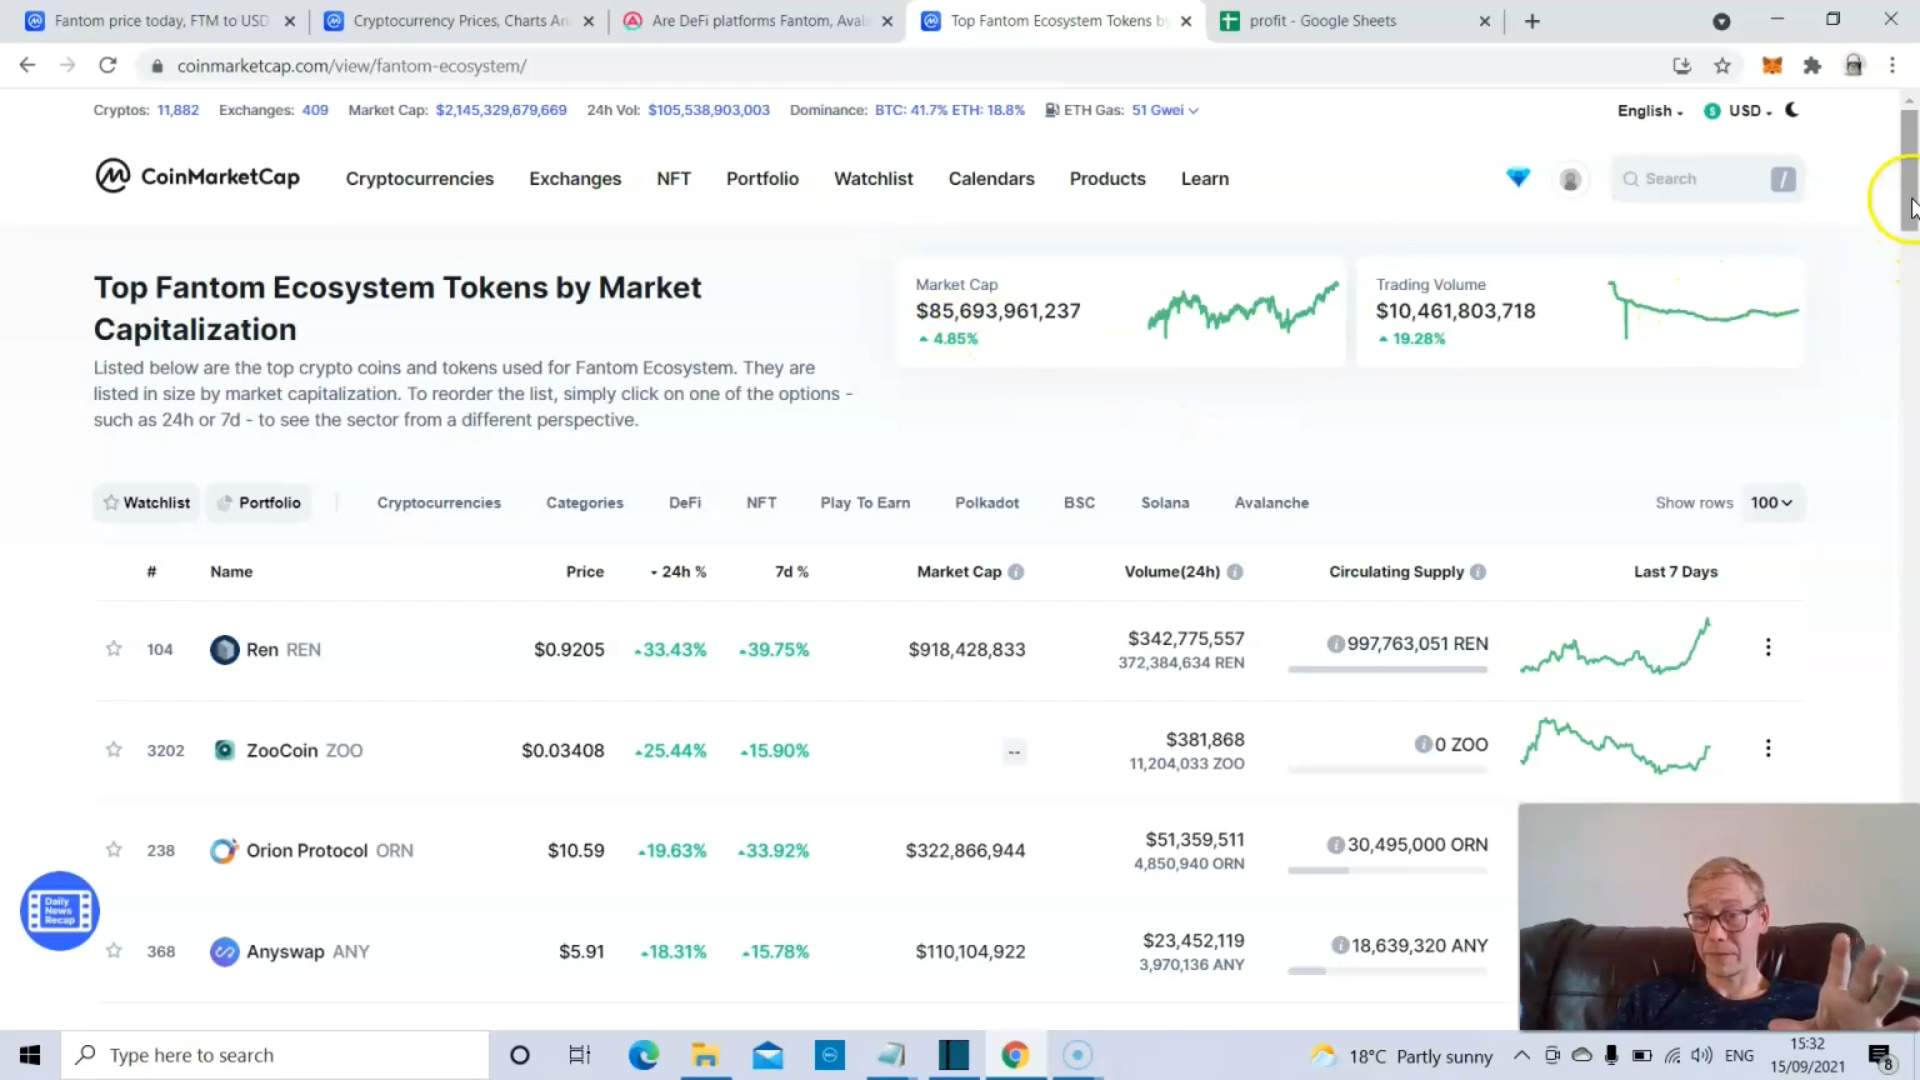 Fantom price today, FTM to USD
Cryptocurrency Prices, Charts An
Are DeFi platforms Fantom, Aval
Top Fantom Ecosystem Tokens b
profit - Google Sheets
coinmarketcap.com/view/fantom-ecosystem/
Cryptos: 11,882 Exchanges: 409 Market Cap: $2,145,329,679,669 24h Vol: $105,538,903,003 Dominance: BTC: 41.7% ETH: 18.8% ETH Gas: 51 Gwei
English USD
CoinMarketCap Cryptocurrencies Exchanges NFT Portfolio Watchlist Calendars Products Learn Search /
Top Fantom Ecosystem Tokens by Market
Capitalization
Listed below are the top crypto coins and tokens used for Fantom Ecosystem. They are
listed in size by market capitalization. To reorder the list, simply click on one of the options -
such as 24h or 7d - to see the sector from a different perspective.
Market Cap
$85,693,961,237
4.85%
Trading Volume
$10,461,803,718
19.28%
Watchlist Portfolio Cryptocurrencies Categories DeFi NFT Play To Earn Polkadot BSC Solana Avalanche Show rows 100
# Name Price 24h % 7d % Market Cap Volume(24h) Circulating Supply Last 7 Days
104 Ren REN $0.9205 33.43% 39.75% $918,428,833 $342,775,557 997,763,051 REN
372,384,634 REN
3202 ZooCoin ZOO $0.03408 25.44% 15.90% -- $381,868 0 ZOO
11,204,033 ZOO
238 Orion Protocol ORN $10.59 19.63% 33.92% $322,866,944 $51,359,511 30,495,000 ORN
4,850,940 ORN
368 Anyswap ANY $5.91 18.31% 15.78% $110,104,922 $23,452,119 18,639,320 ANY
3,970,136 ANY
Daily
News
Recap
Type here to search
18°C Partly sunny
ENG
15:32
15/09/2021
8